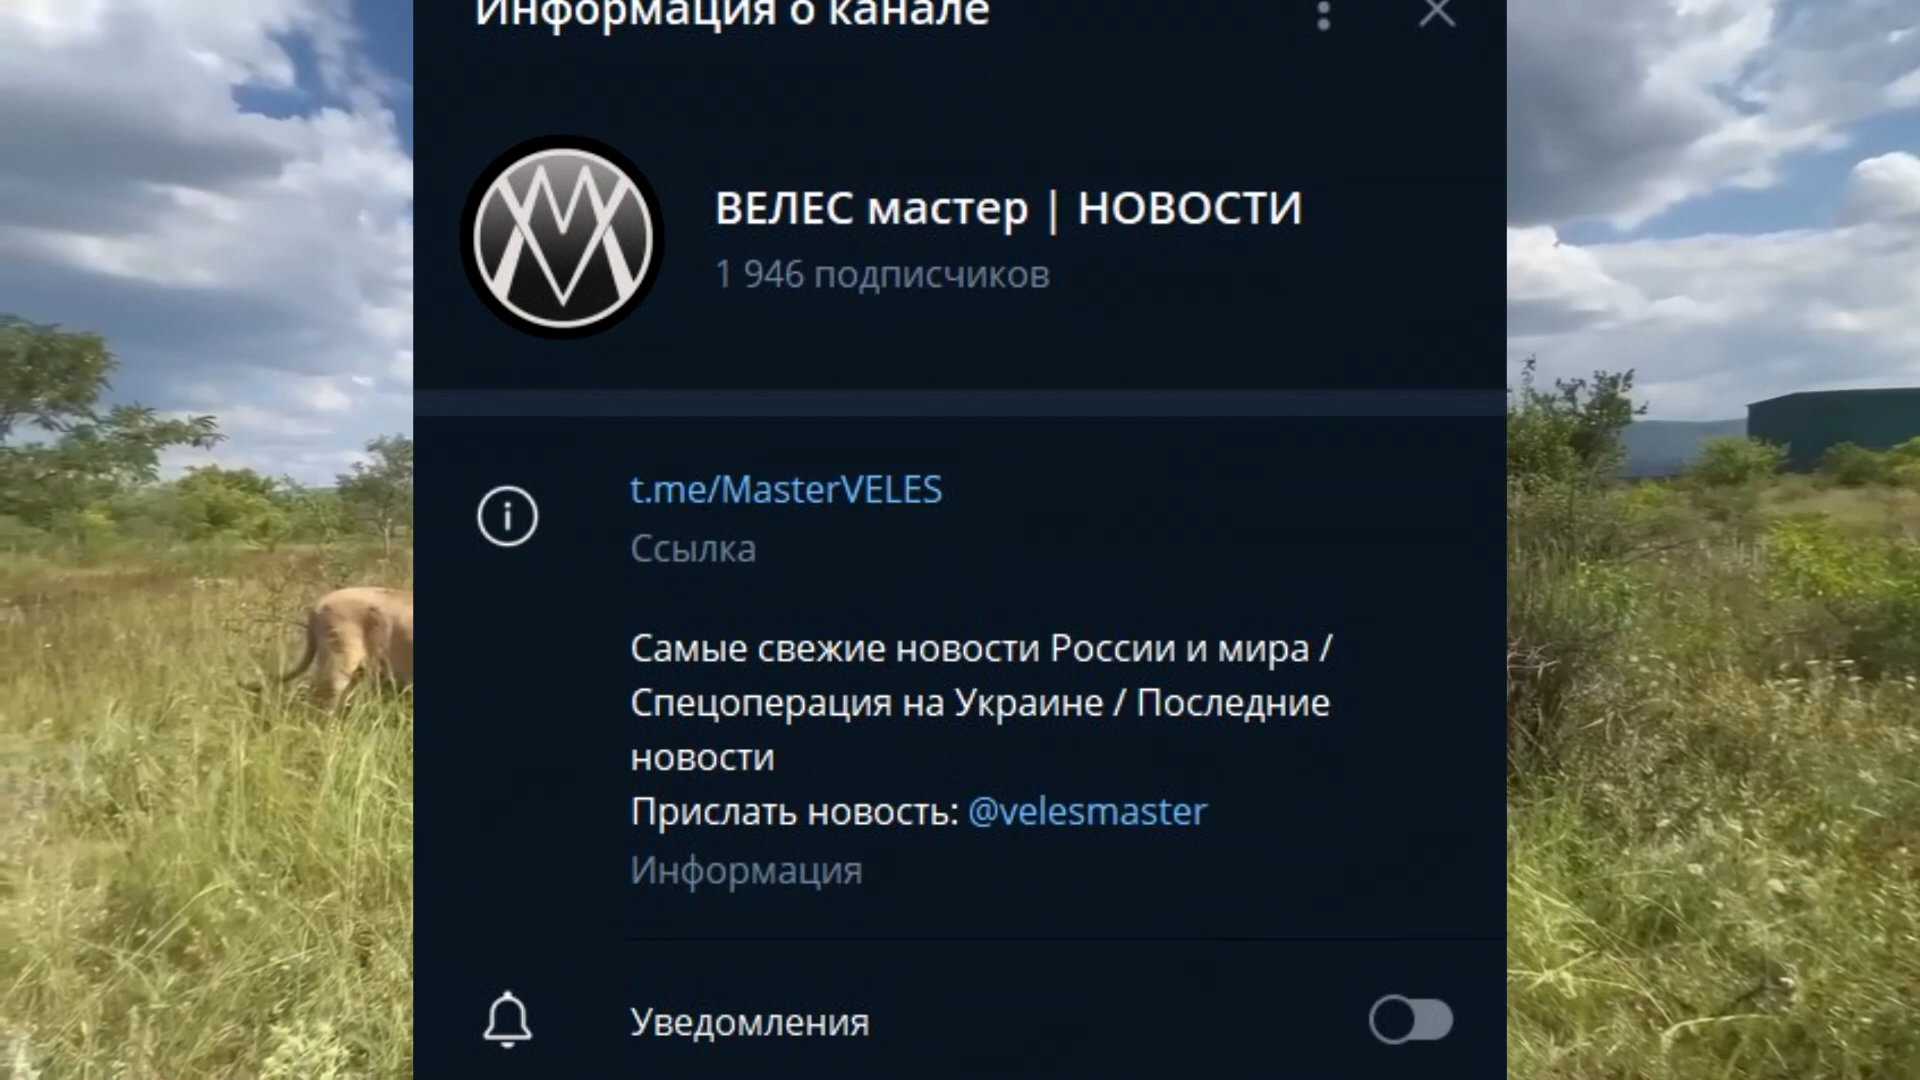 Информация о канале
ВЕЛЕС мастер | НОВОСТИ
1 946 подписчиков
t.me/MasterVELES
Ссылка
Самые свежие новости России и мира /
Спецоперация на Украине / Последние
новости
Прислать новость: @velesmaster
Информация
Уведомления